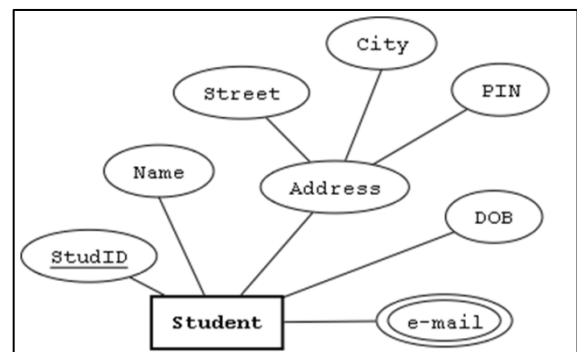 City
Street
PIN
Name
Address
DOB
StudID
Student
e-mail